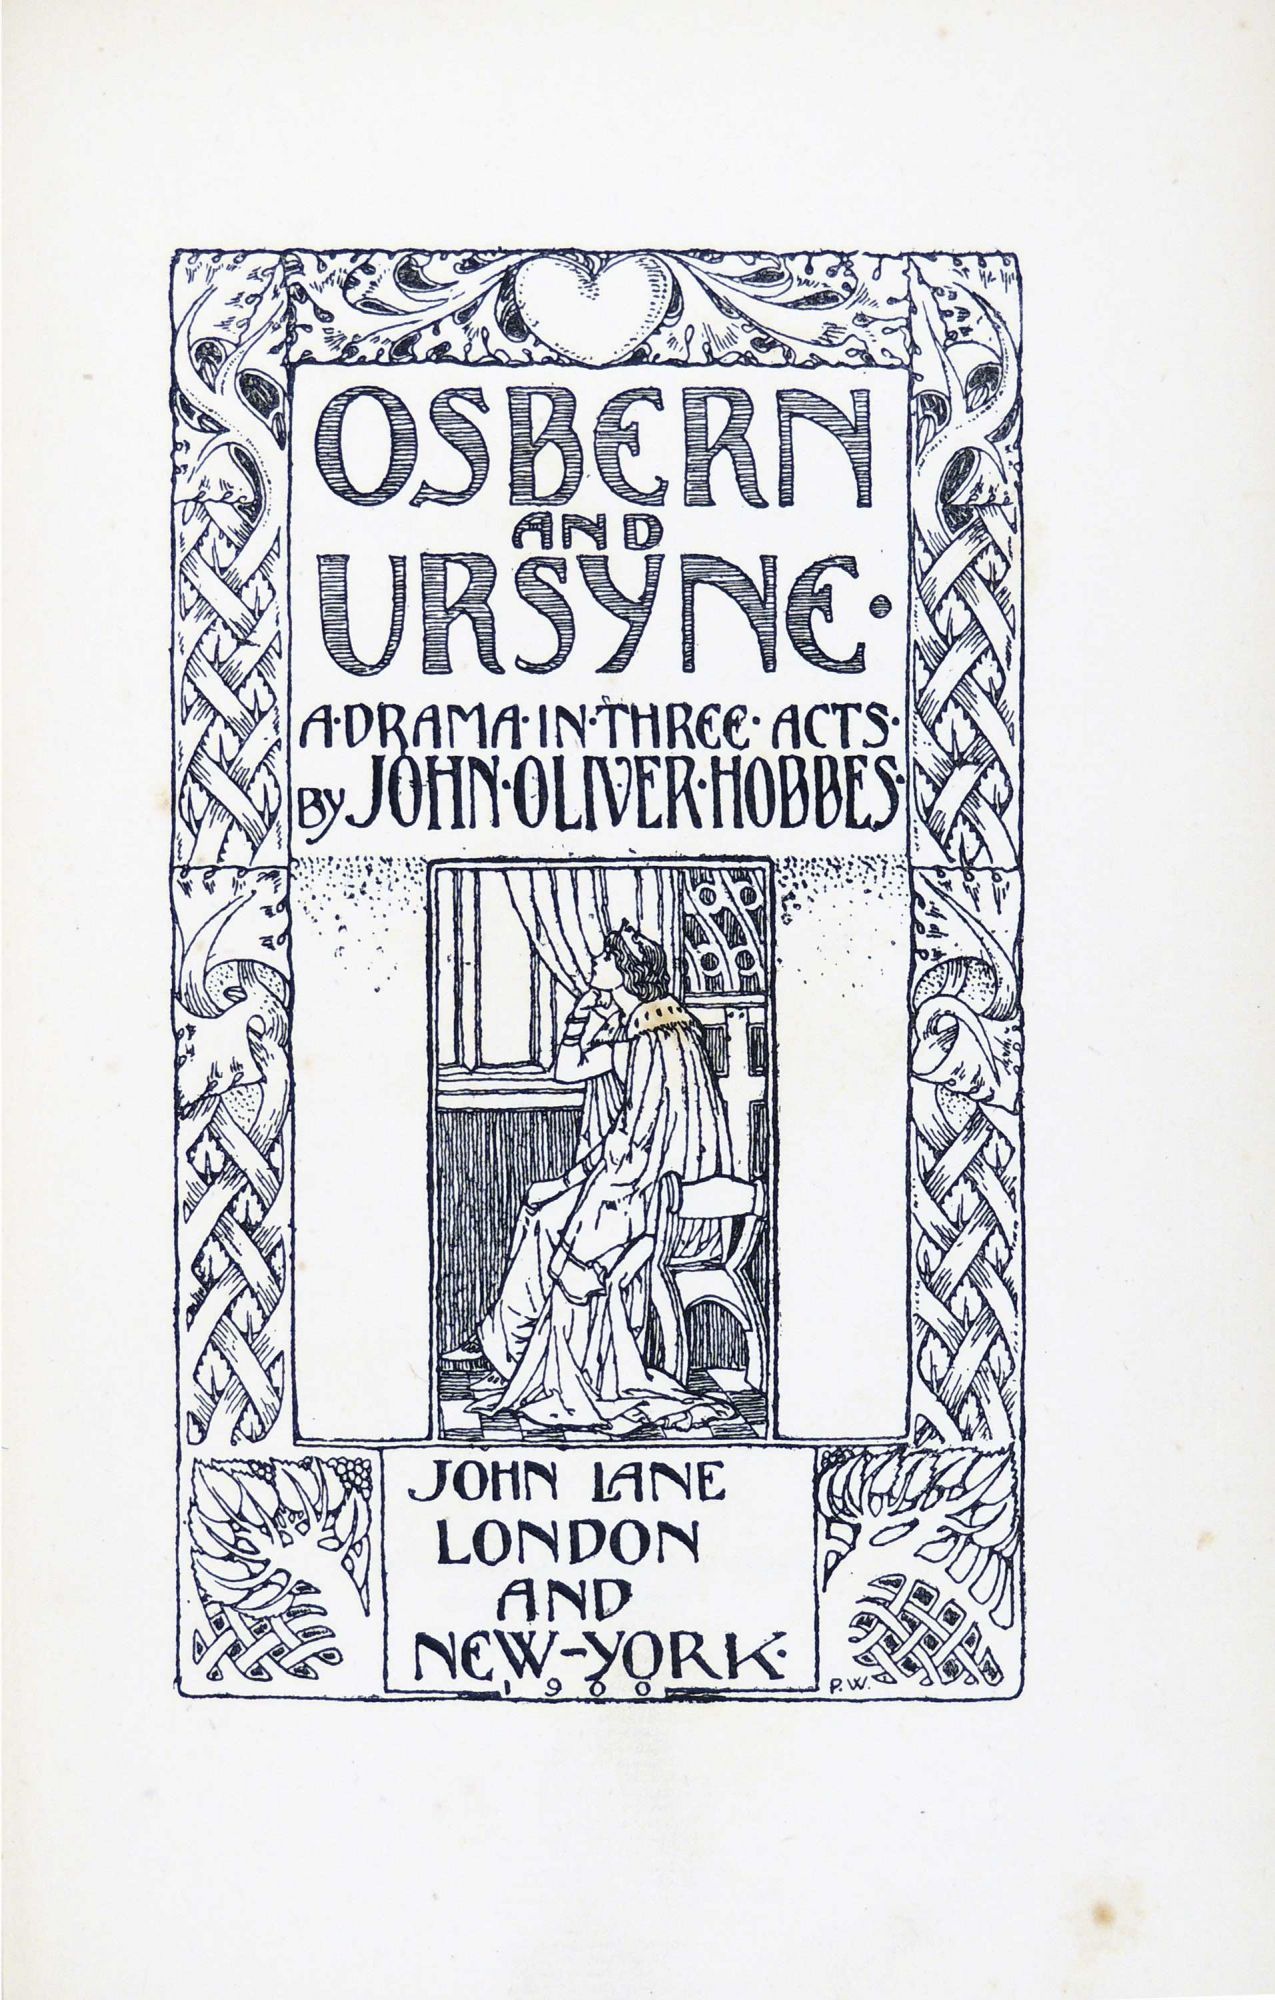 OSBERN
AND
URSYNE·
A·DRAMA·IN·THREE·ACTS·
BY JOHN·OLIVER·HOBBES·
JOHN LANE
LONDON
AND
NEW-YORK·
1900
P.W.